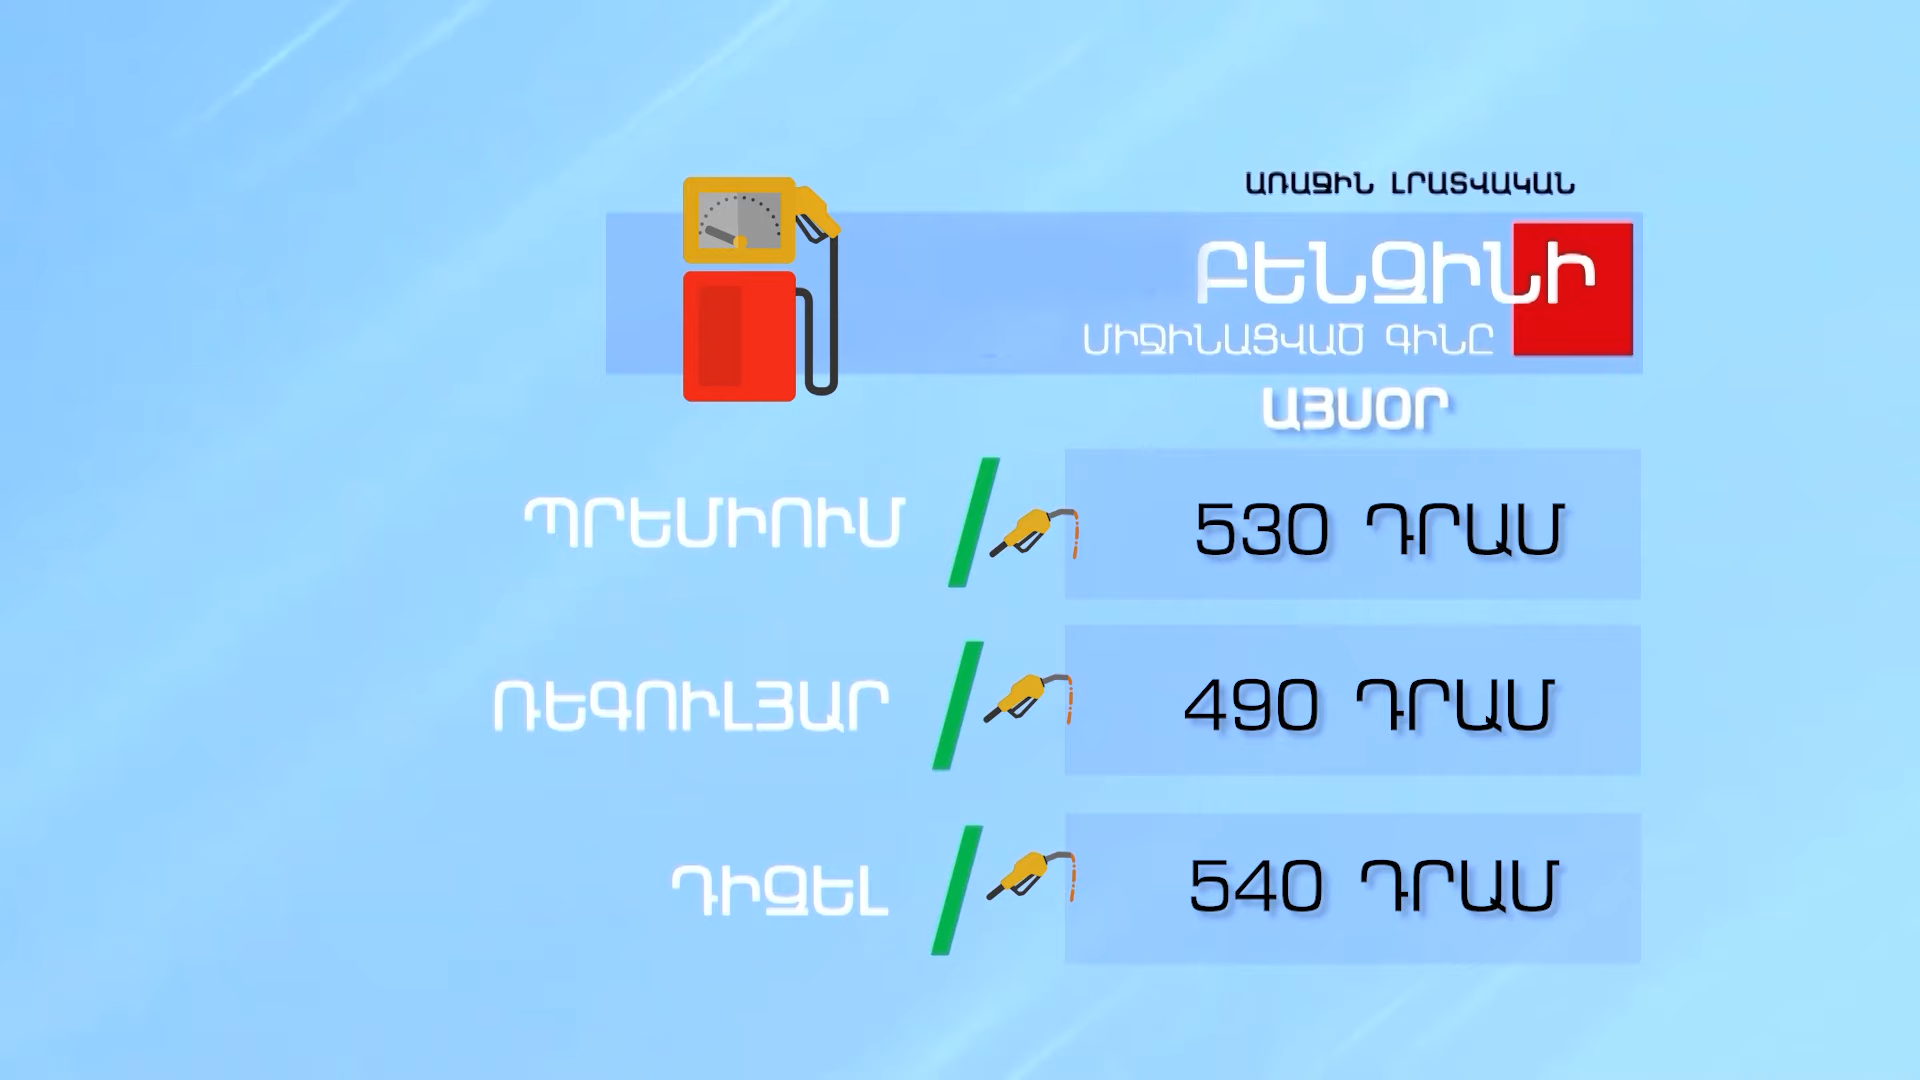 ԱՌԱՋԻՆ ԼՐԱՏՎԱԿԱՆ
ԲԵՆԶԻՆԻ
ՄԻՋԻՆԱՑՎԱԾ ԳԻՆԸ
ԱՅՍՕՐ
ՊՐԵՄԻՈՒՄ 530 ԴՐԱՄ
ՌԵԳՈՒԼՅԱՐ 490 ԴՐԱՄ
ԴԻԶԵԼ 540 ԴՐԱՄ